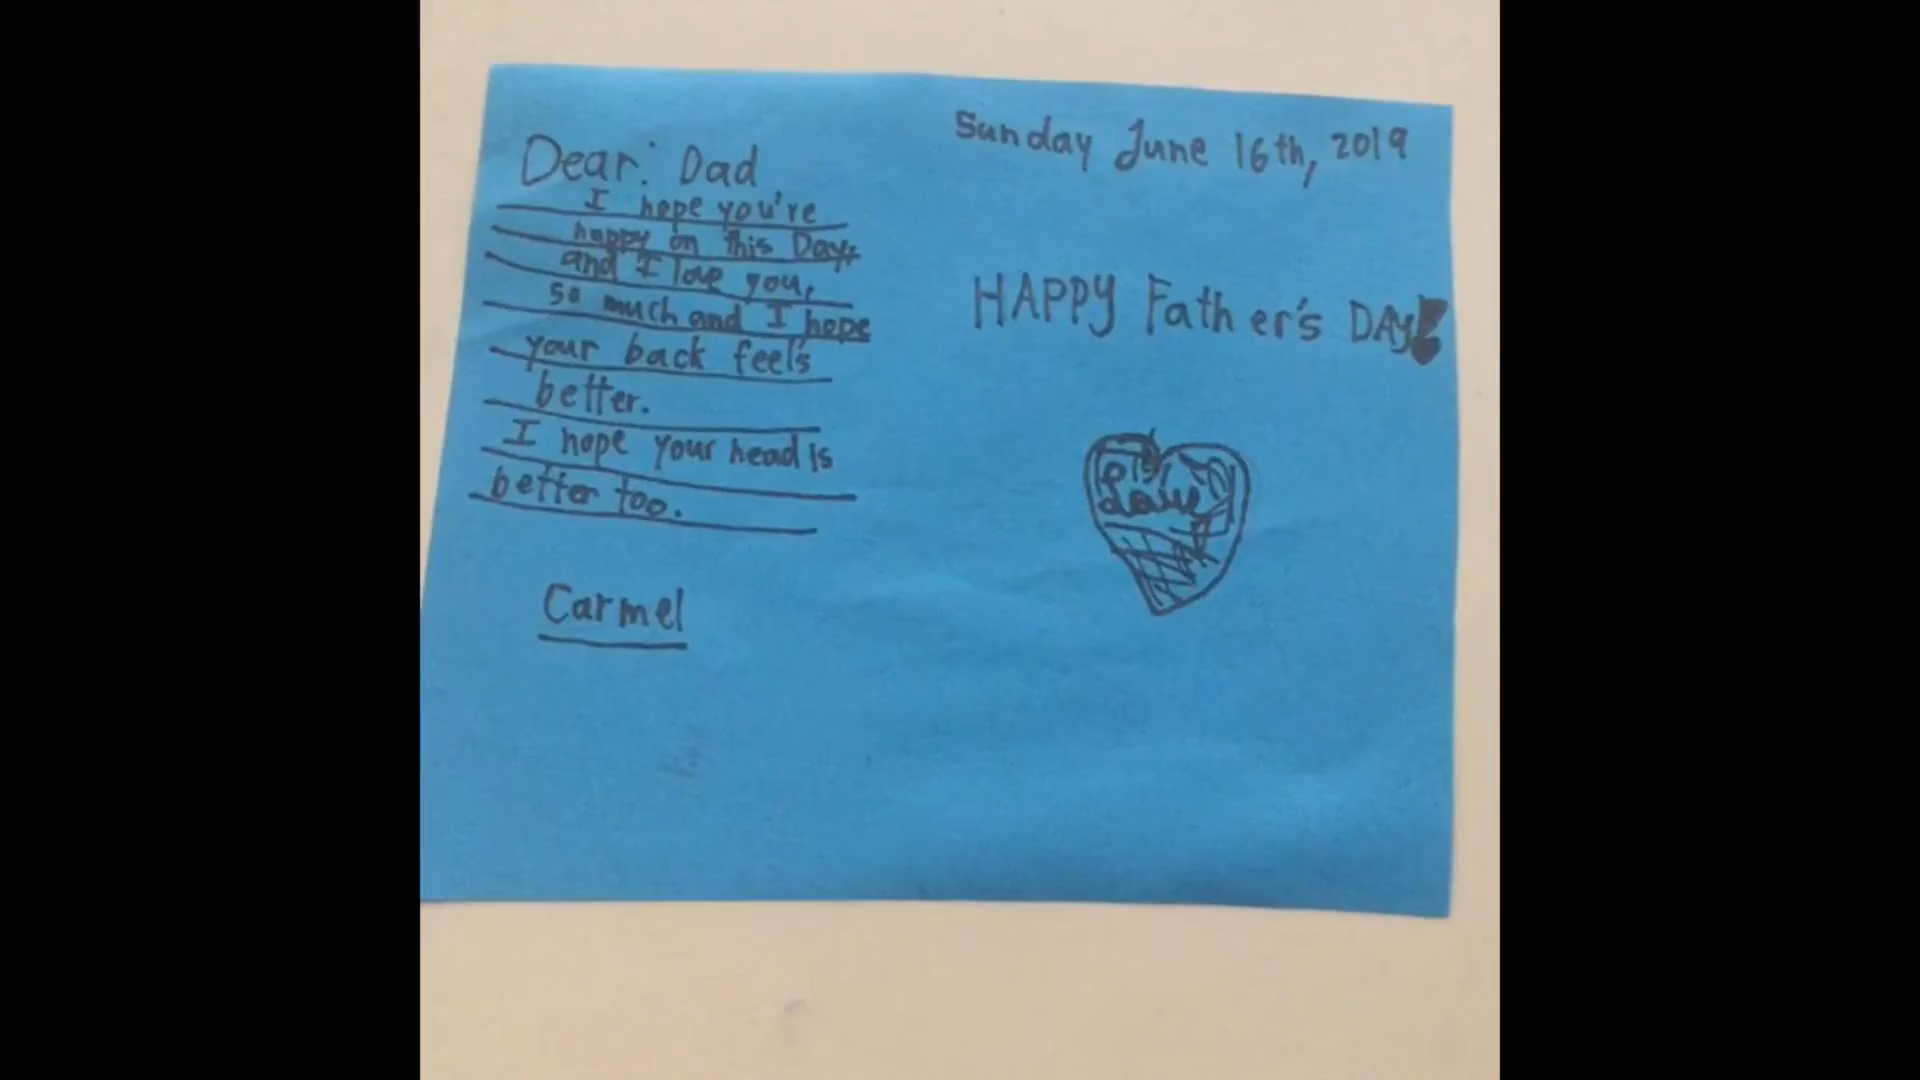 Dear: Dad
I hope you're
happy on this Day,
and I love you,
so much and I hope
your back feel's
better.
I hope your head is
better too.
Carmel
Sunday June 16th, 2019
HAPPY Father's DAY!
Love